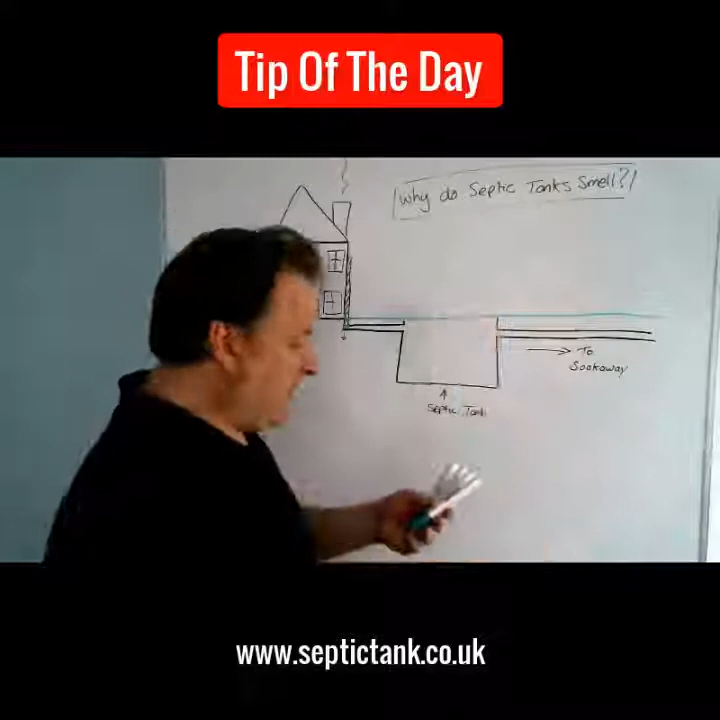 Tip Of The Day
Why do Septic Tanks Smell?
To
Soakaway
Septic Tank
www.septictank.co.uk